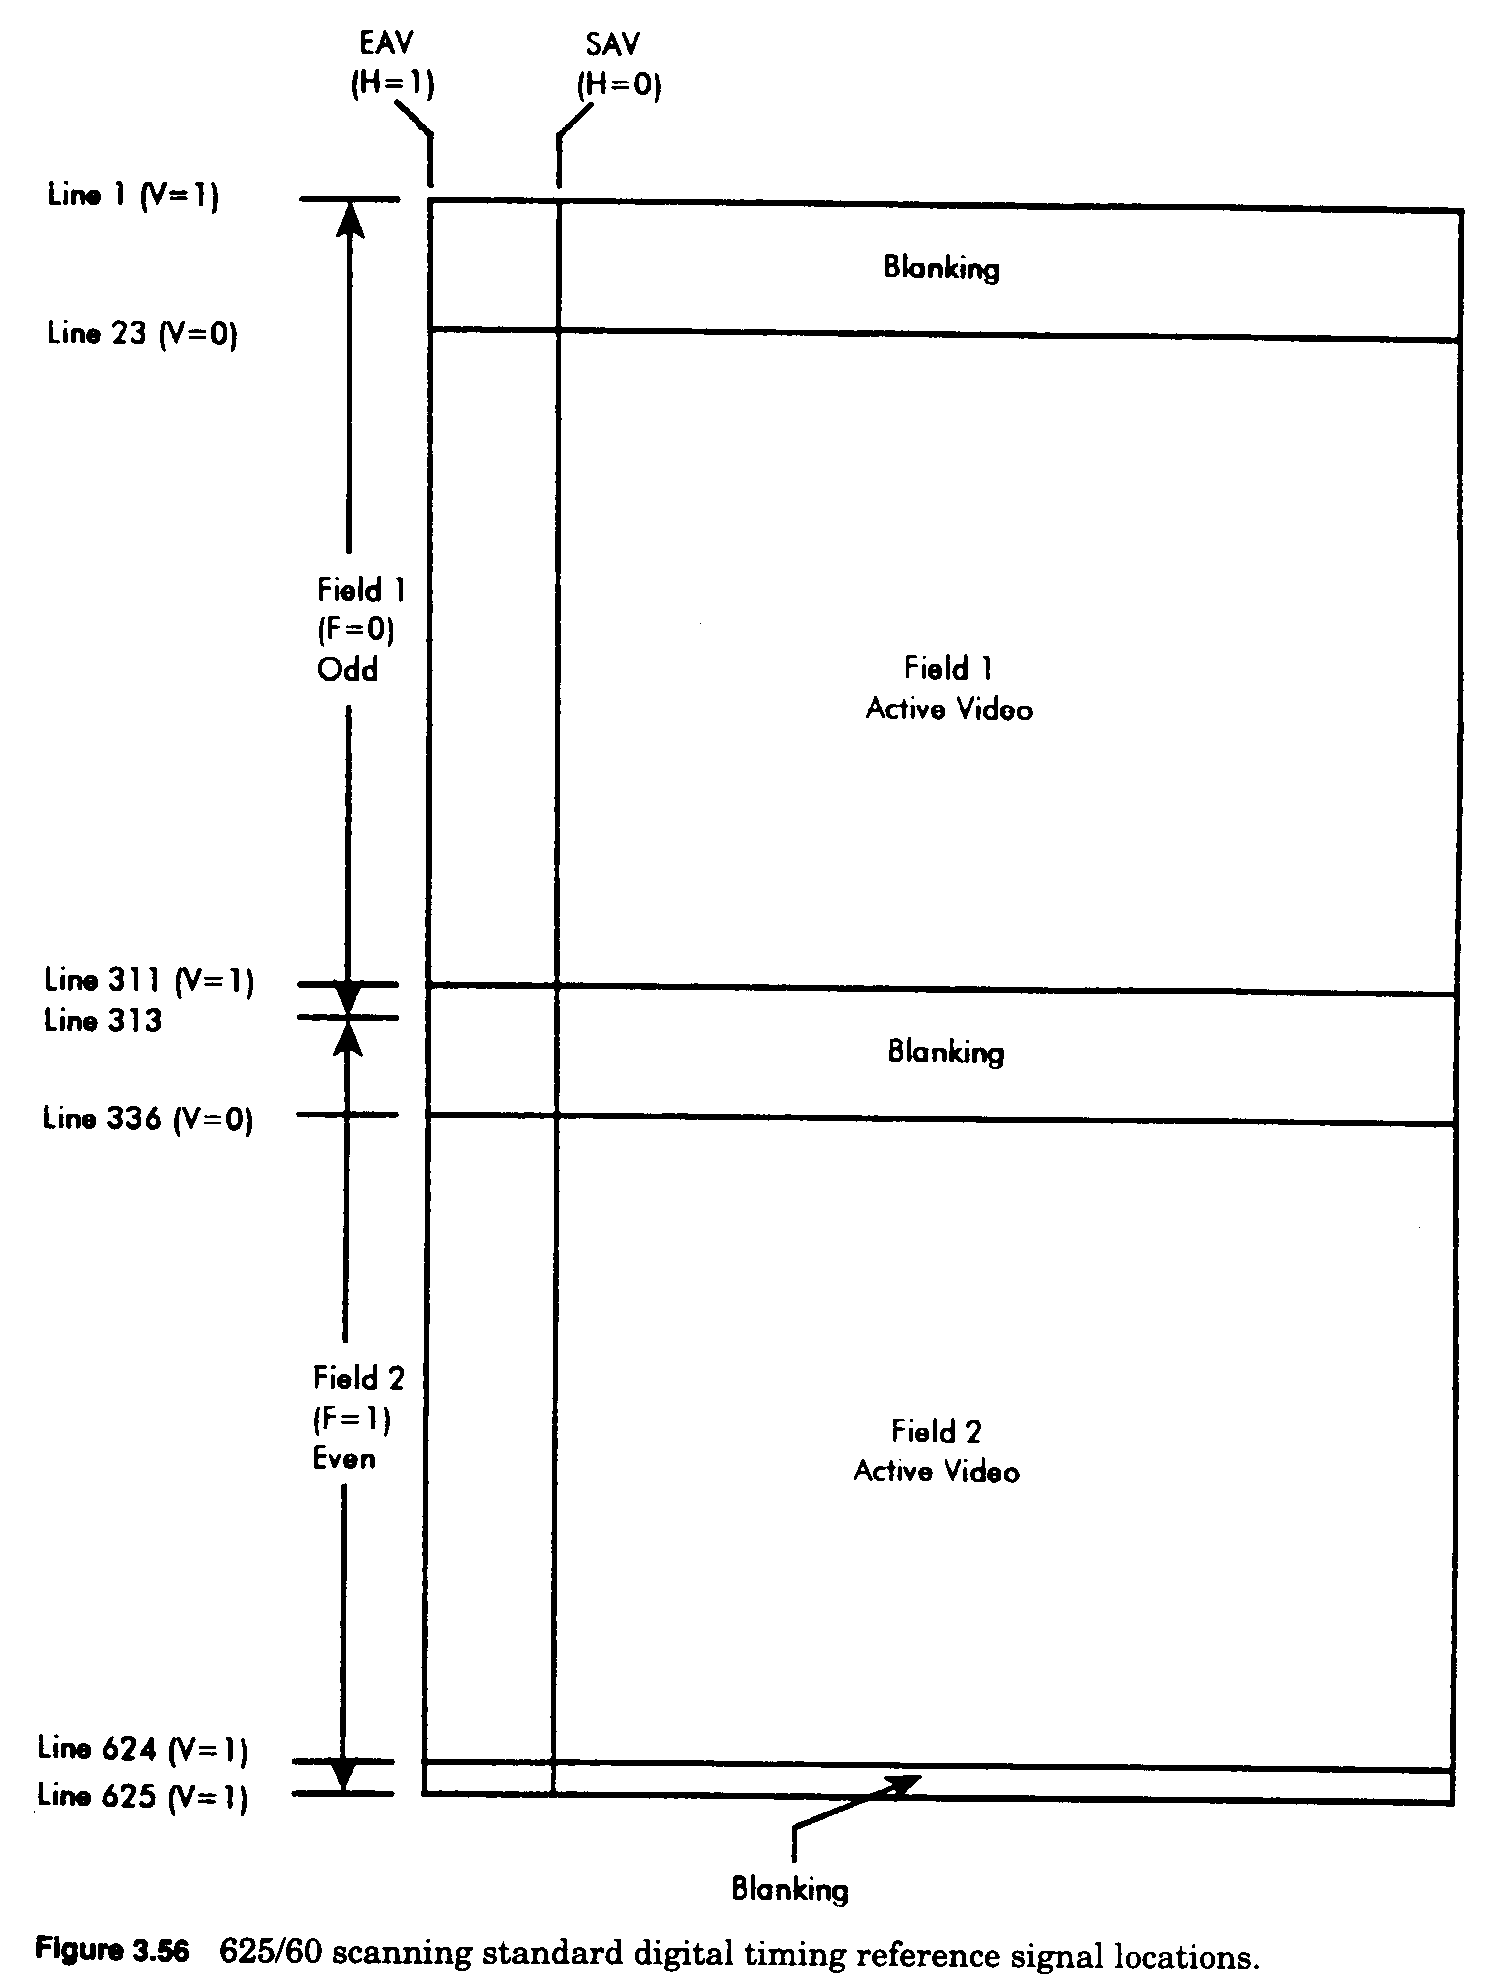 EAV
(H=1)
SAV
(H=0)
Line 1 (V=1)
Blanking
Line 23 (V=0)
Field 1
(F=0)
Odd
Field 1
Active Video
Line 311 (V=1)
Line 313
Blanking
Line 336 (V=0)
Field 2
(F=1)
Even
Field 2
Active Video
Line 624 (V=1)
Line 625 (V=1)
Blanking
Figure 3.56 625/60 scanning standard digital timing reference signal locations.